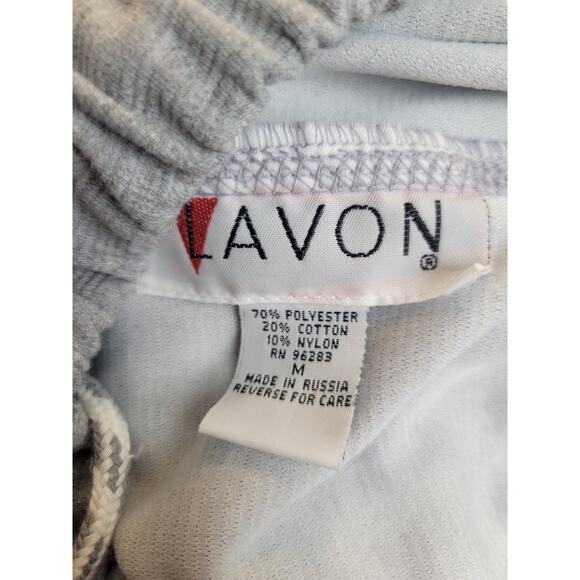 LAVON
®
70% POLYESTER
20% COTTON
10% NYLON
RN 96283
M
MADE IN RUSSIA
REVERSE FOR CARE